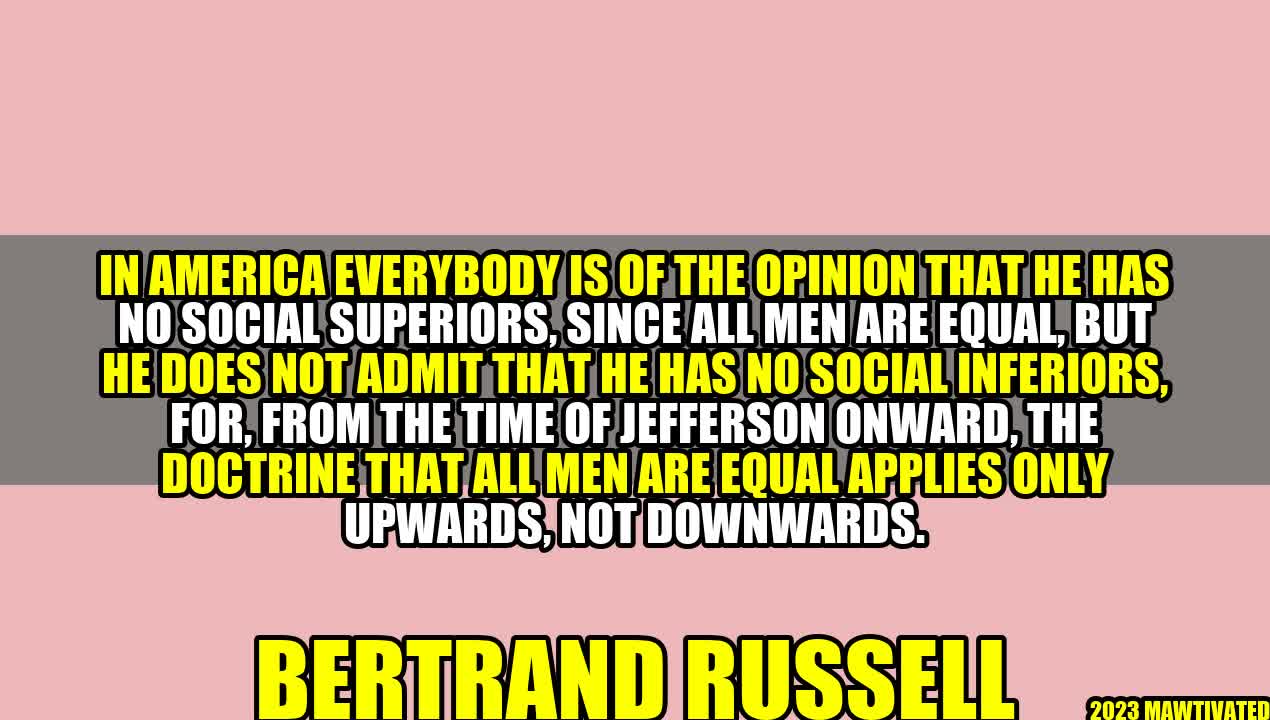 IN AMERICA EVERYBODY IS OF THE OPINION THAT HE HAS
NO SOCIAL SUPERIORS, SINCE ALL MEN ARE EQUAL, BUT
HE DOES NOT ADMIT THAT HE HAS NO SOCIAL INFERIORS,
FOR, FROM THE TIME OF JEFFERSON ONWARD, THE
DOCTRINE THAT ALL MEN ARE EQUAL APPLIES ONLY
UPWARDS, NOT DOWNWARDS.
BERTRAND RUSSELL
2023 MAWTIVATED